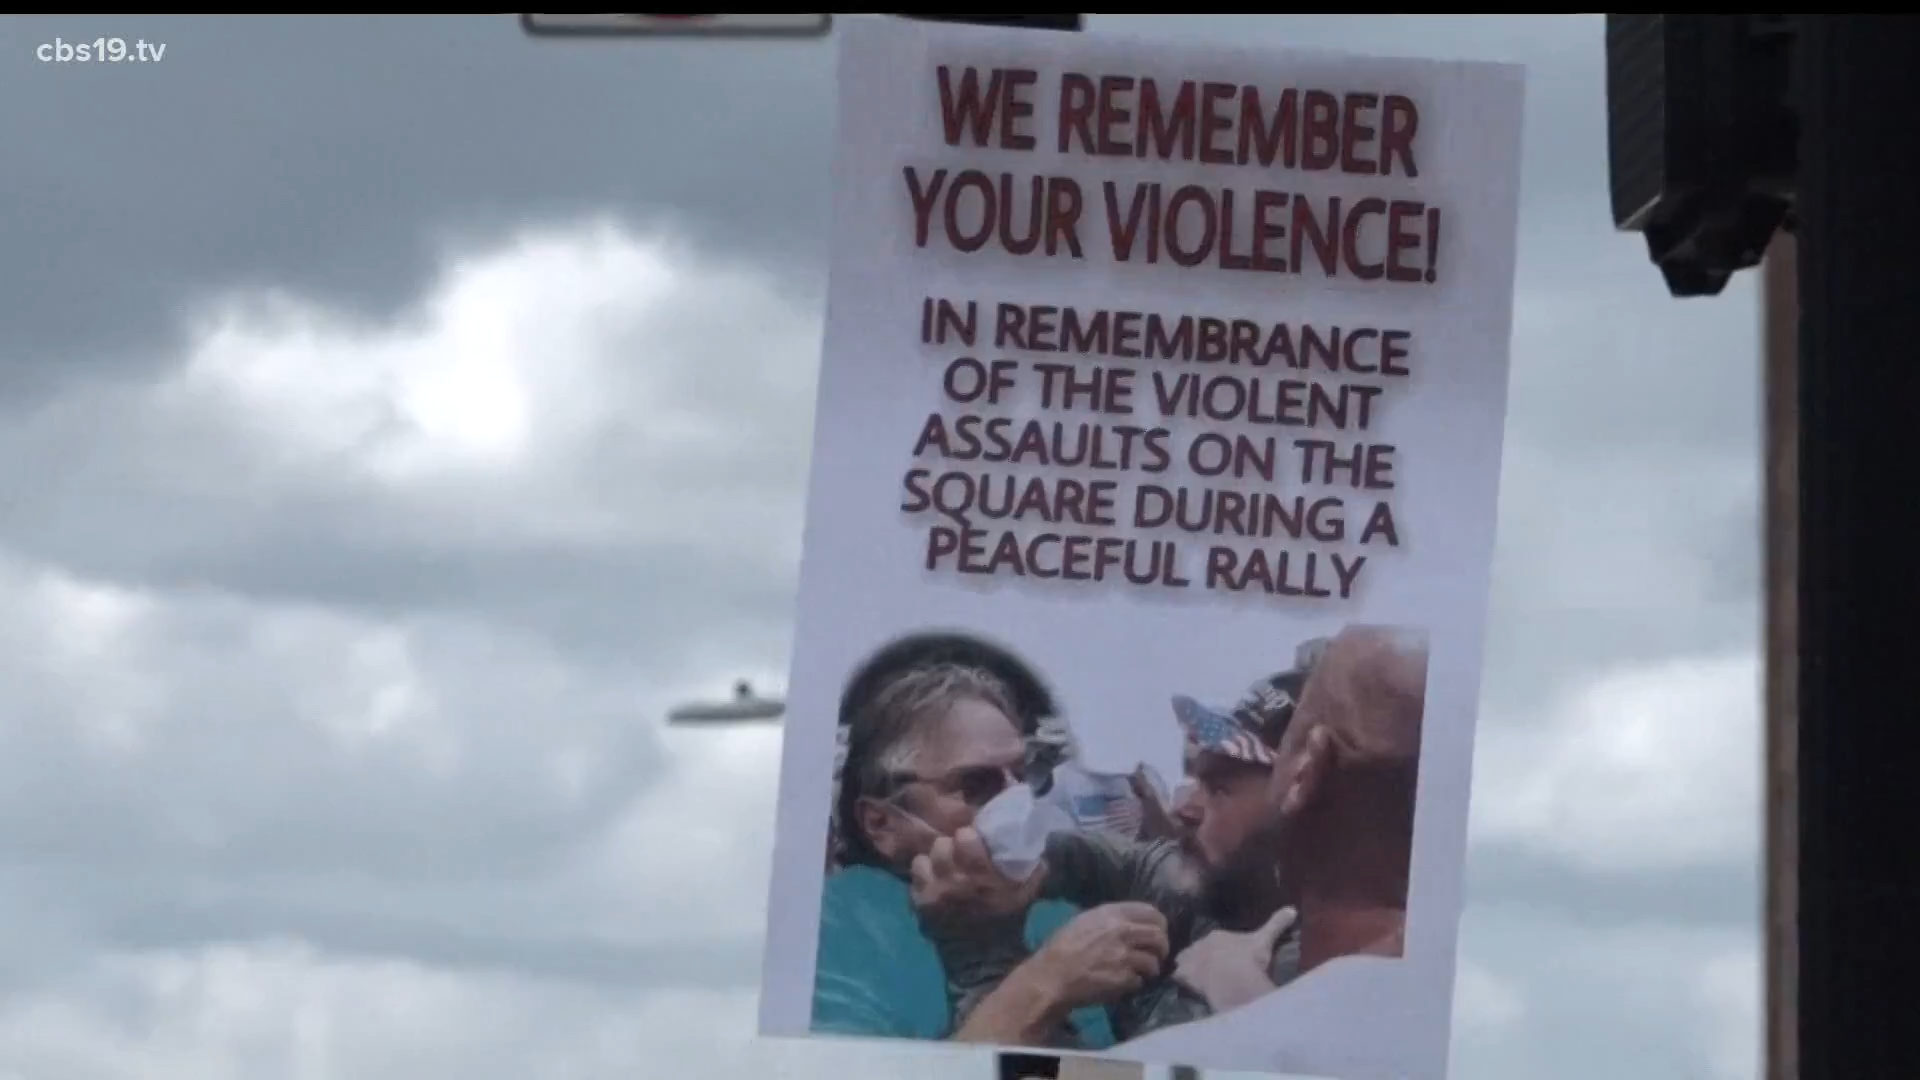 cbs19.tv
WE REMEMBER
YOUR VIOLENCE!
IN REMEMBRANCE
OF THE VIOLENT
ASSAULTS ON THE
SQUARE DURING A
PEACEFUL RALLY